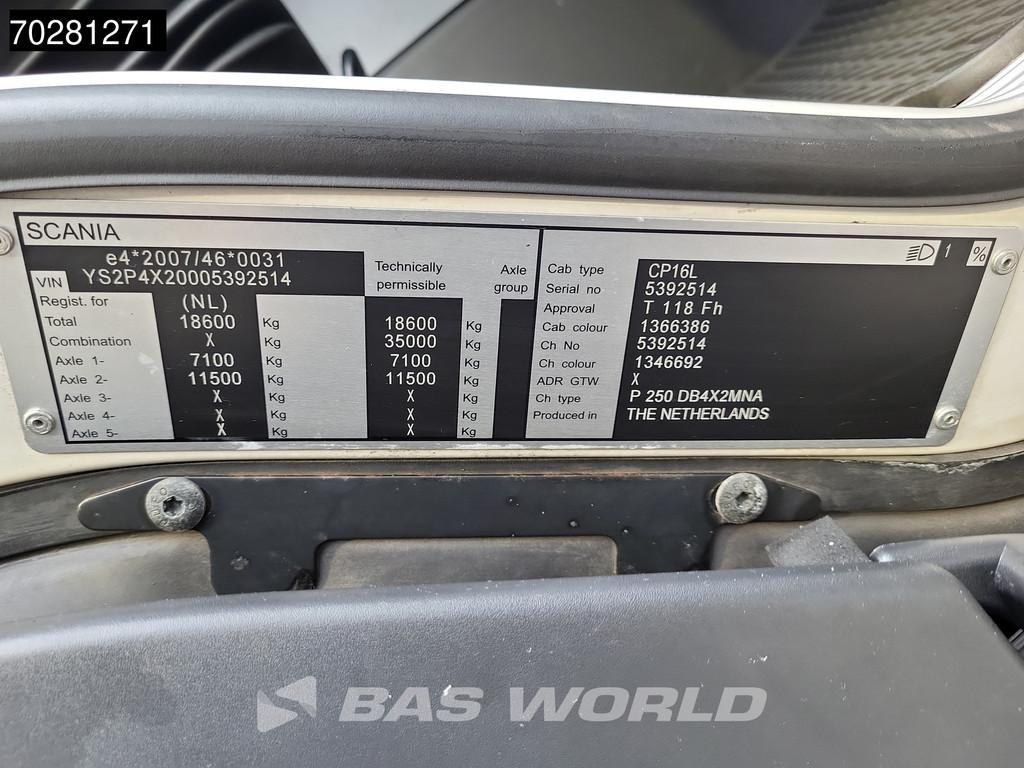 70281271
SCANIA
e4*2007/46*0031
VIN YS2P4X20005392514
Technically permissible
Axle group
Regist. for (NL)
Total 18600 Kg 18600 Kg
Combination X Kg 35000 Kg
Axle 1- 7100 Kg 7100 Kg
Axle 2- 11500 Kg 11500 Kg
Axle 3- X Kg X Kg
Axle 4- X Kg X Kg
Axle 5- X Kg X Kg
1 %
Cab type CP16L
Serial no 5392514
Approval T 118 Fh
Cab colour 1366386
Ch No 5392514
Ch colour 1346692
ADR GTW X
Ch type P 250 DB4X2MNA
Produced in THE NETHERLANDS
BAS WORLD